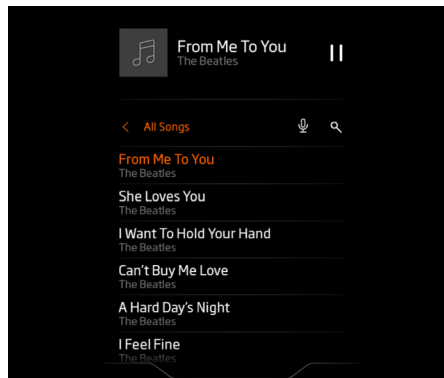 From Me To You
The Beatles
All Songs
From Me To You
The Beatles
She Loves You
The Beatles
I Want To Hold Your Hand
The Beatles
Can't Buy Me Love
The Beatles
A Hard Day's Night
The Beatles
I Feel Fine
The Beatles